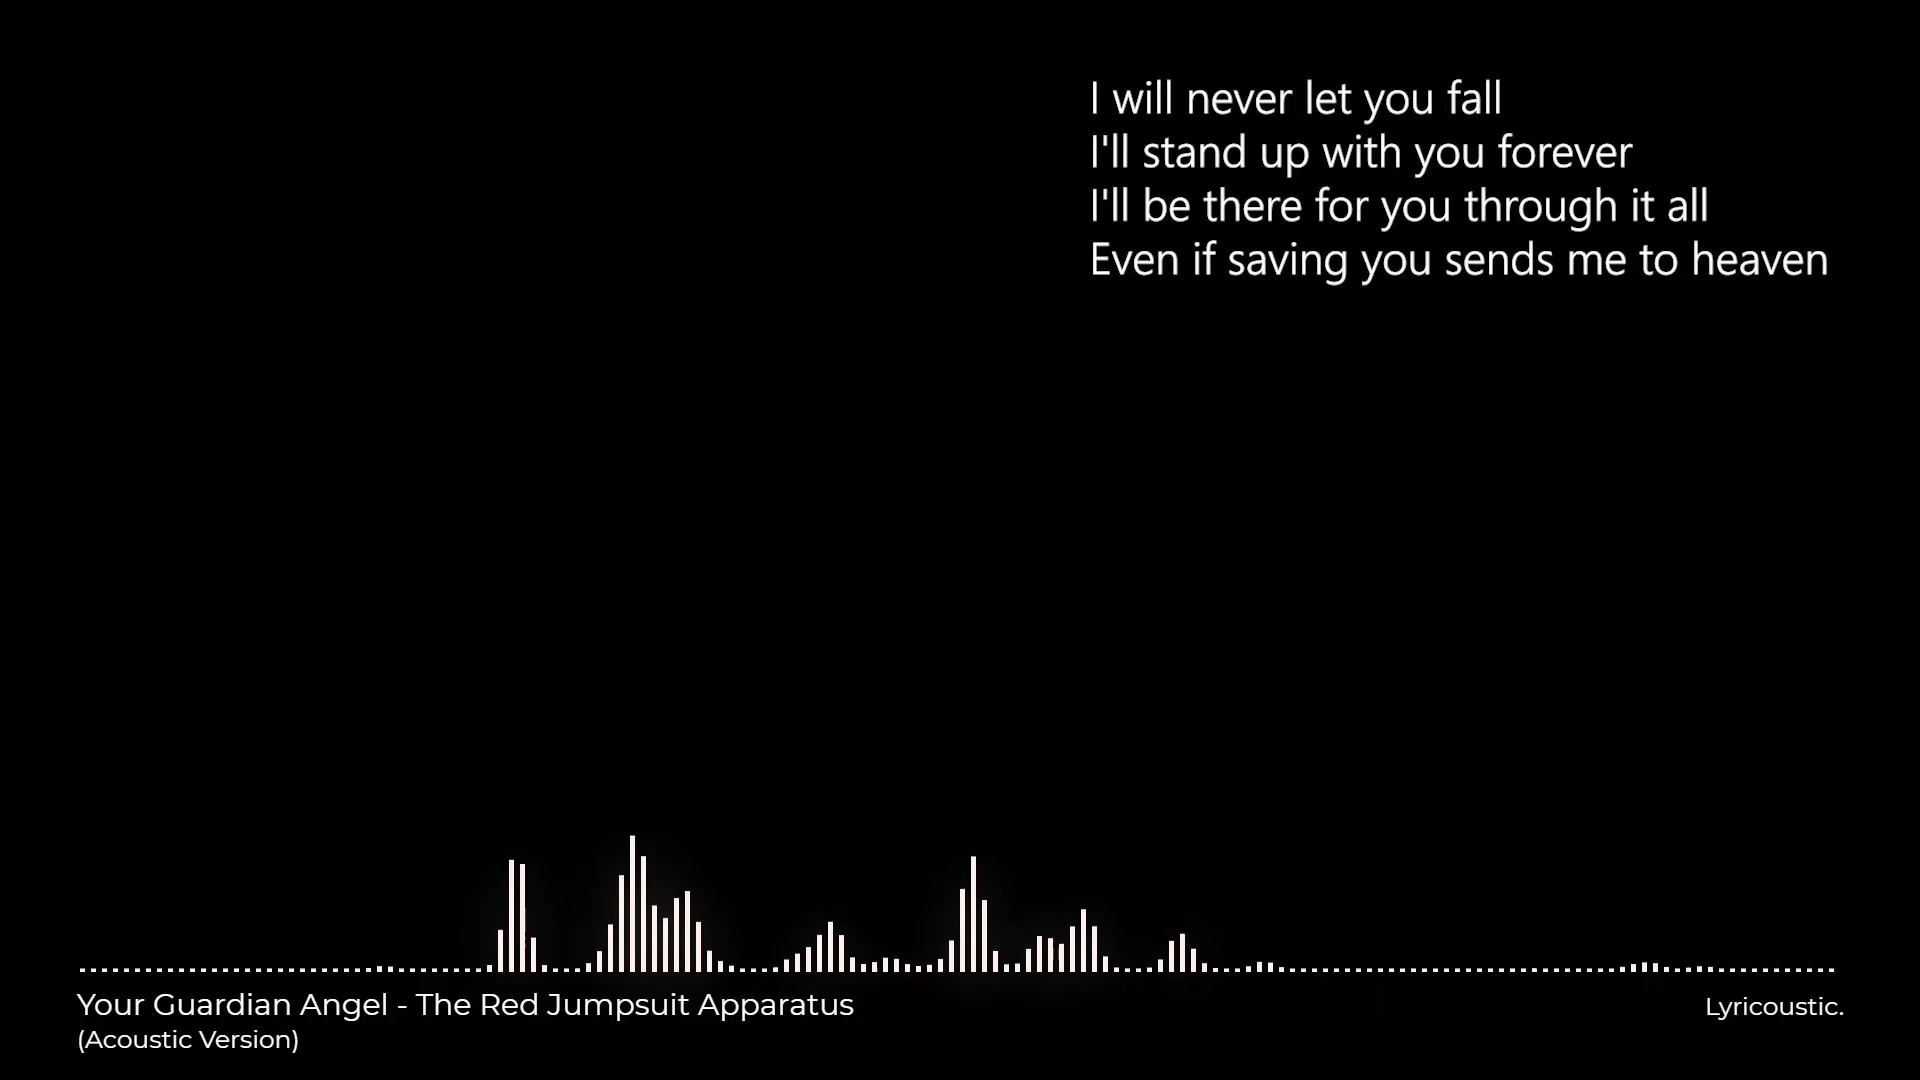 I will never let you fall
I'll stand up with you forever
I'll be there for you through it all
Even if saving you sends me to heaven
Your Guardian Angel - The Red Jumpsuit Apparatus
(Acoustic Version)
Lyricoustic.